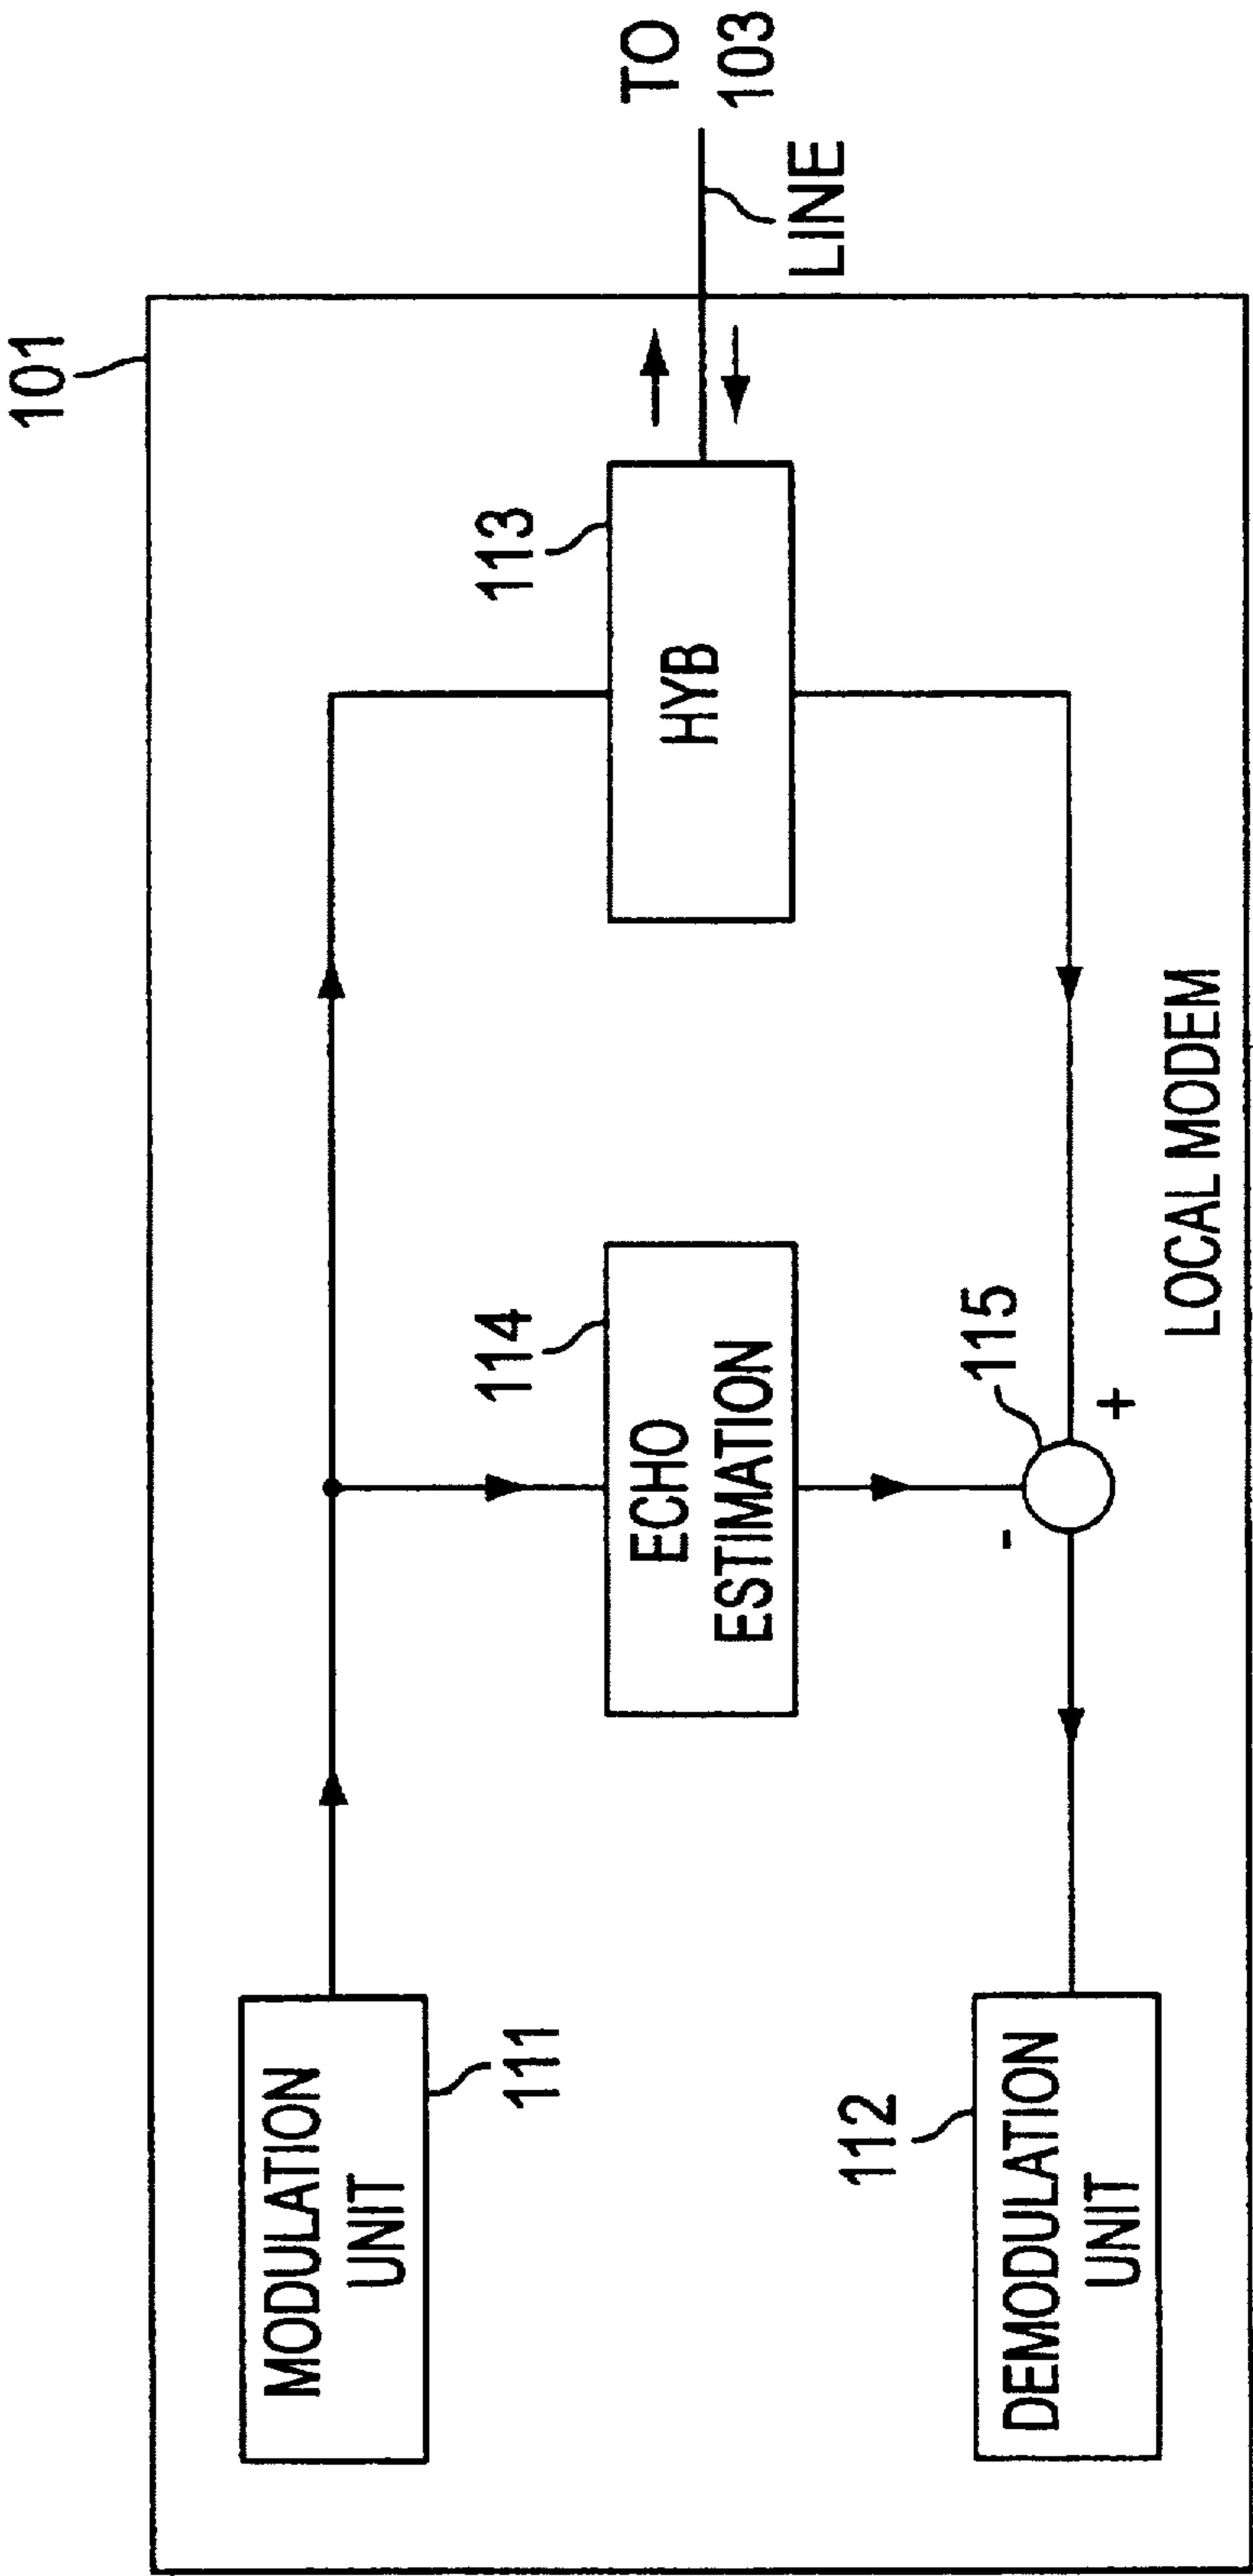 101
MODULATION
UNIT
111
ECHO
ESTIMATION
114
HYB
113
TO
103
LINE
DEMODULATION
UNIT
112
-
+
115
LOCAL MODEM